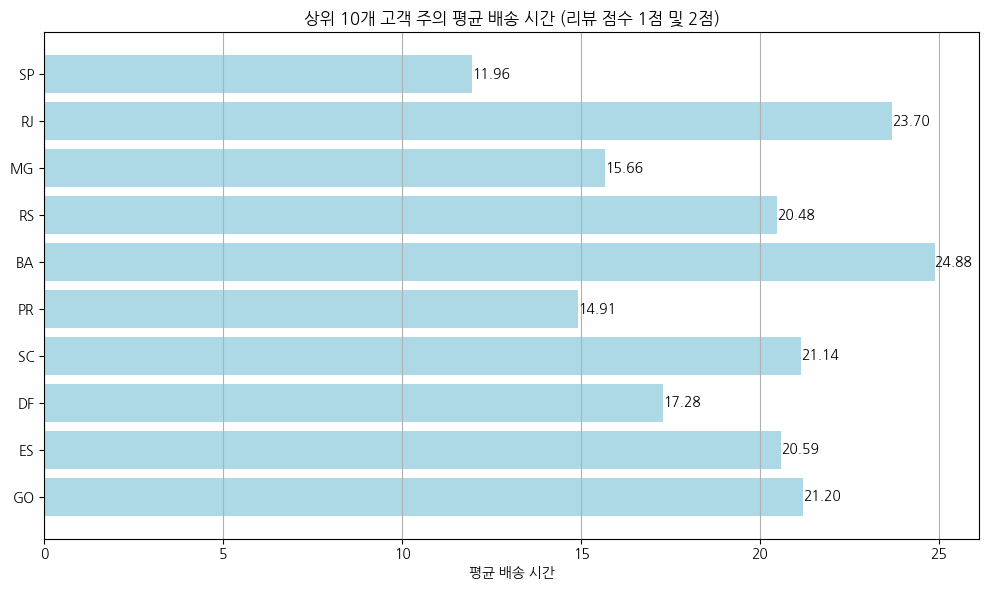 상위 10개 고객 주의 평균 배송 시간 (리뷰 점수 1점 및 2점)
SP 11.96
RJ 23.70
MG 15.66
RS 20.48
BA 24.88
PR 14.91
SC 21.14
DF 17.28
ES 20.59
GO 21.20
0 5 10 15 20 25
평균 배송 시간